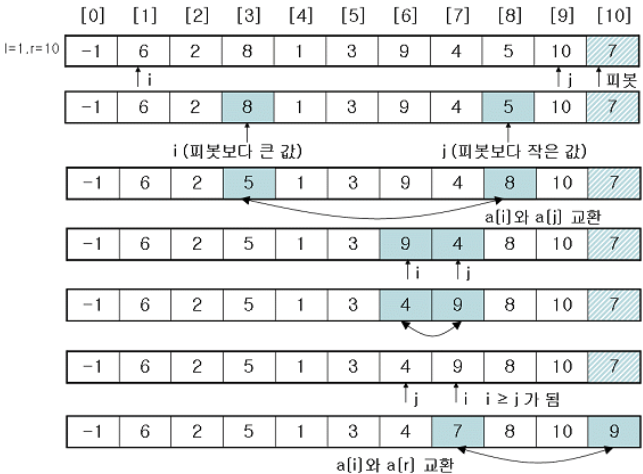 [0] [1] [2] [3] [4] [5] [6] [7] [8] [9] [10]
l=1,r=10 -1 6 2 8 1 3 9 4 5 10 7
i j 피봇
-1 6 2 8 1 3 9 4 5 10 7
i (피봇보다 큰 값) j (피봇보다 작은 값)
-1 6 2 5 1 3 9 4 8 10 7
a[i]와 a[j] 교환
-1 6 2 5 1 3 9 4 8 10 7
i j
-1 6 2 5 1 3 4 9 8 10 7
-1 6 2 5 1 3 4 9 8 10 7
j i i ≥ j 가 됨
-1 6 2 5 1 3 4 7 8 10 9
a[i]와 a[r] 교환